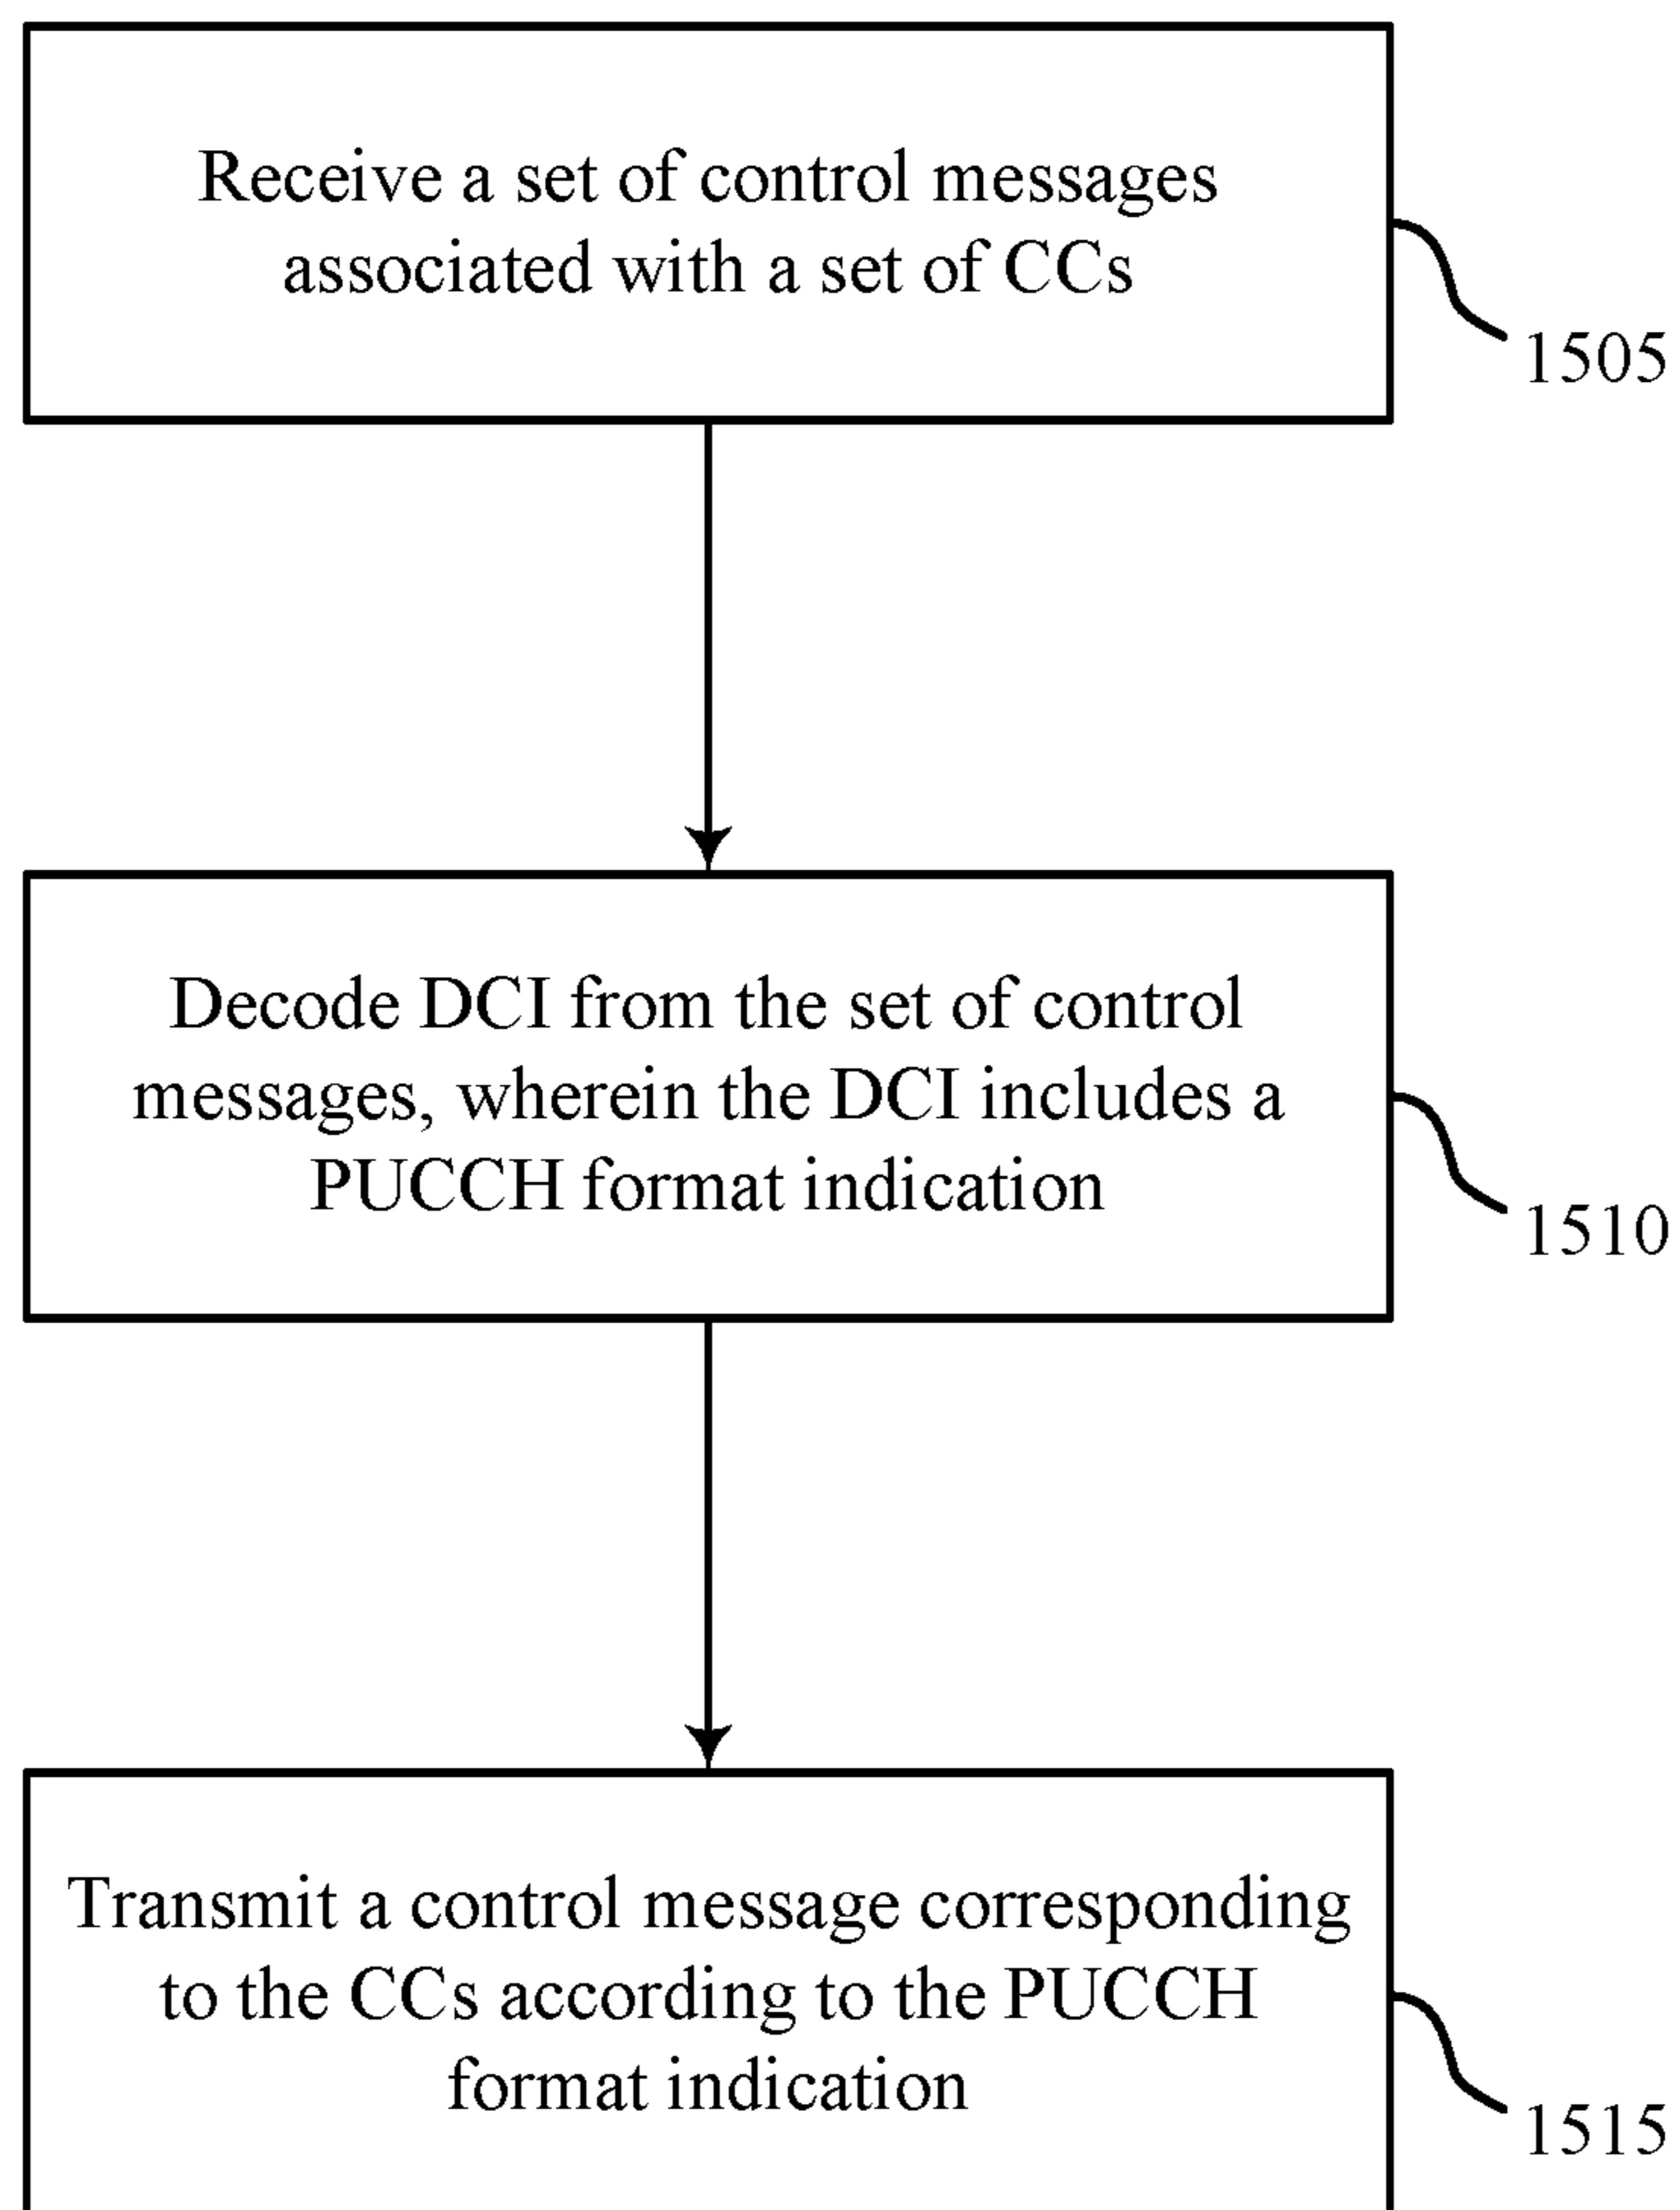 Receive a set of control messages
associated with a set of CCs
1505
Decode DCI from the set of control
messages, wherein the DCI includes a
PUCCH format indication
1510
Transmit a control message corresponding
to the CCs according to the PUCCH
format indication
1515